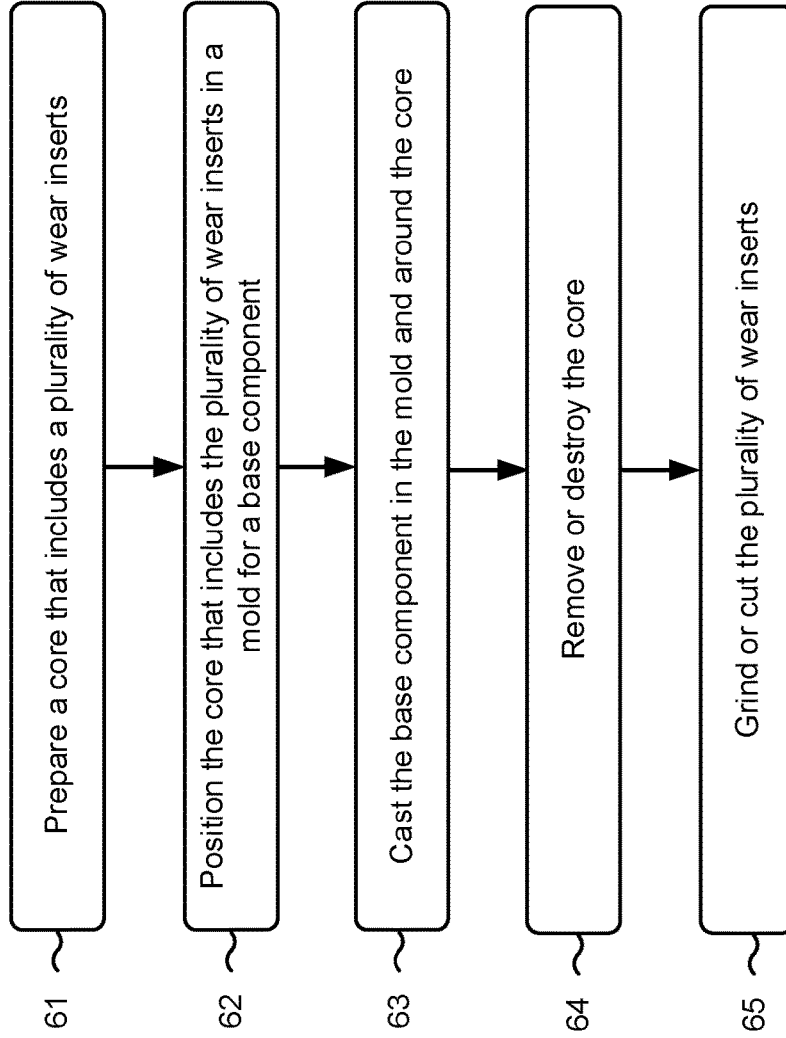 61
Prepare a core that includes a plurality of wear inserts
62
Position the core that includes the plurality of wear inserts in a
mold for a base component
63
Cast the base component in the mold and around the core
64
Remove or destroy the core
65
Grind or cut the plurality of wear inserts